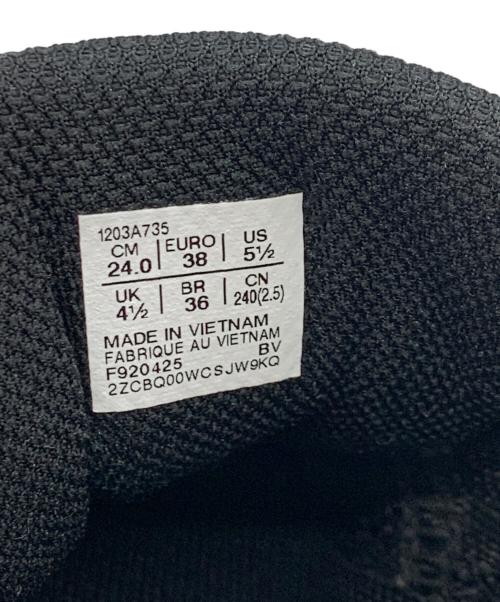 1203A735
CM EURO US
24.0 38 5½
UK BR CN
4½ 36 240(2.5)
MADE IN VIETNAM
FABRIQUE AU VIETNAM
F920425 BV
2ZCBQ00WCSJW9KQ